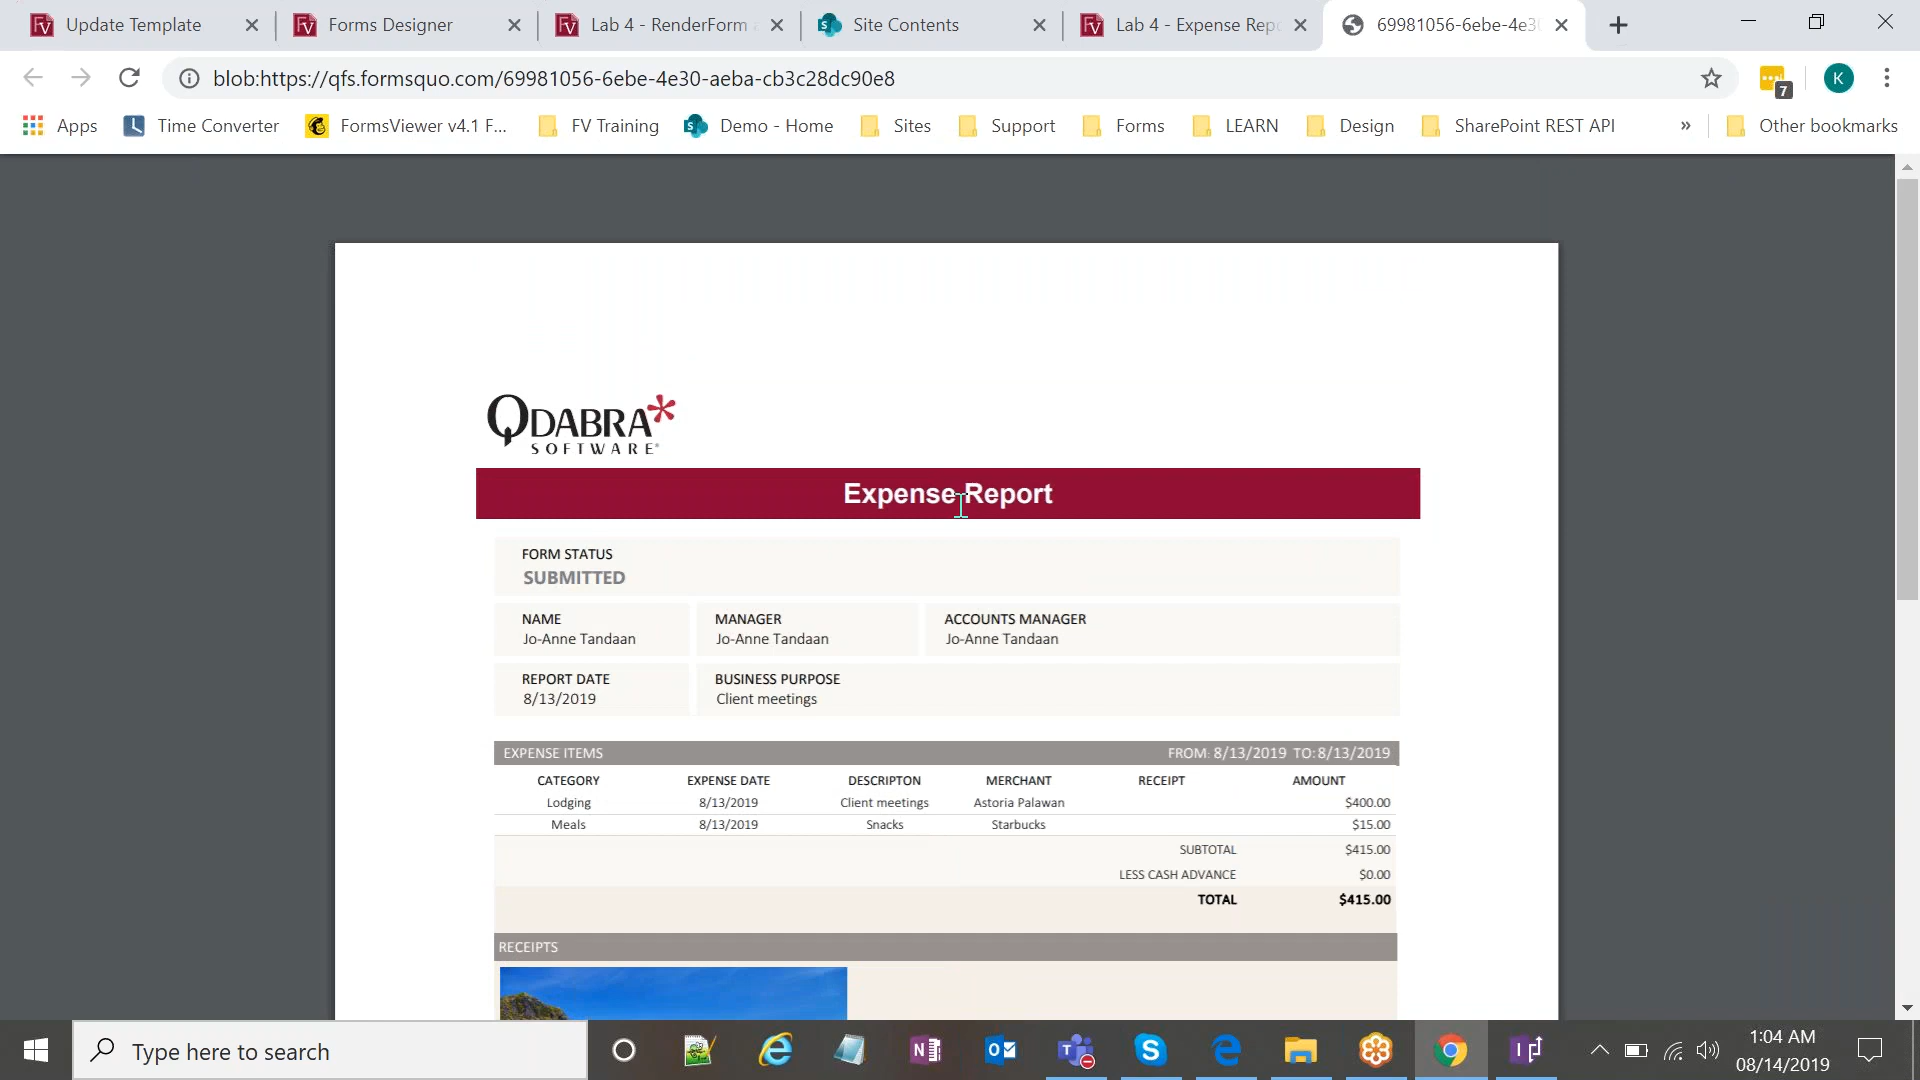 Update Template
Forms Designer
Lab 4 - RenderForm
Site Contents
Lab 4 - Expense Repo
69981056-6ebe-4e30
blob:https://qfs.formsquo.com/69981056-6ebe-4e30-aeba-cb3c28dc90e8
7
K
Apps
Time Converter
FormsViewer v4.1 F...
FV Training
Demo - Home
Sites
Support
Forms
LEARN
Design
SharePoint REST API
»
Other bookmarks
QDABRA
SOFTWARE
Expense Report
FORM STATUS
SUBMITTED
NAME MANAGER ACCOUNTS MANAGER
Jo-Anne Tandaan Jo-Anne Tandaan Jo-Anne Tandaan
REPORT DATE BUSINESS PURPOSE
8/13/2019 Client meetings
EXPENSE ITEMS FROM: 8/13/2019 TO: 8/13/2019
CATEGORY EXPENSE DATE DESCRIPTON MERCHANT RECEIPT AMOUNT
Lodging 8/13/2019 Client meetings Astoria Palawan $400.00
Meals 8/13/2019 Snacks Starbucks $15.00
SUBTOTAL $415.00
LESS CASH ADVANCE $0.00
TOTAL $415.00
RECEIPTS
Type here to search
1:04 AM
08/14/2019